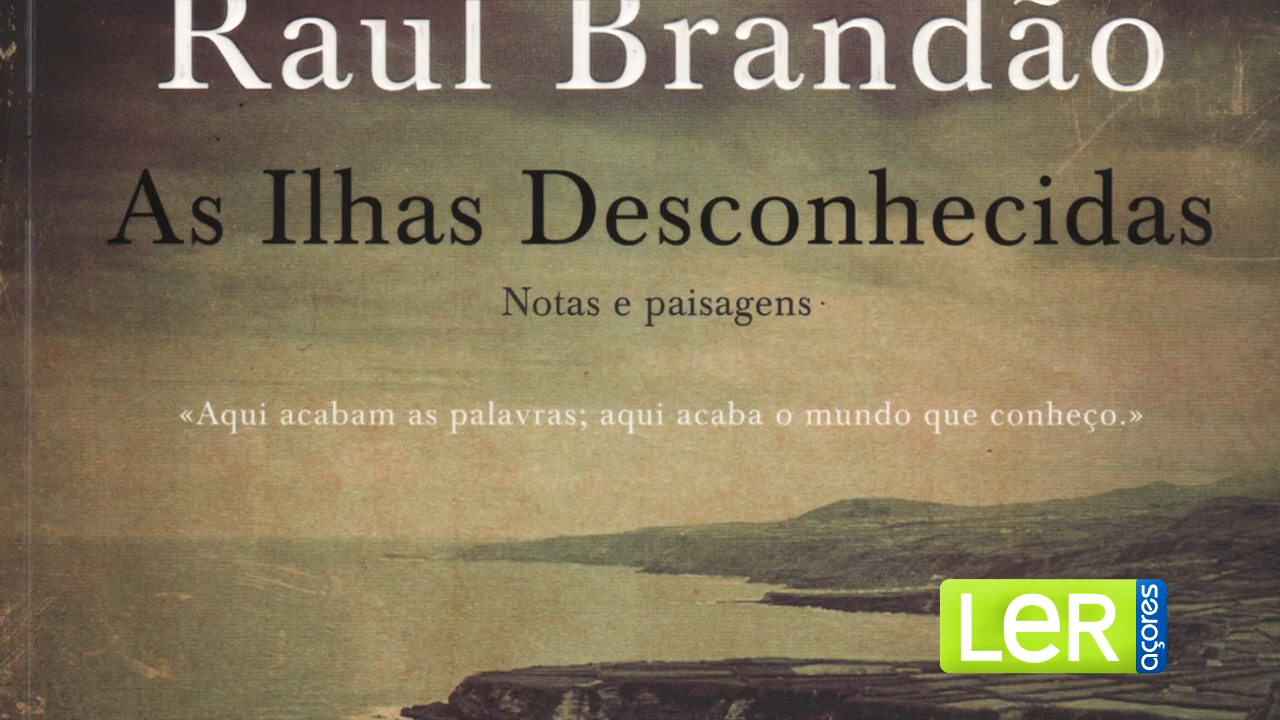 Raul Brandão
As Ilhas Desconhecidas
Notas e paisagens
«Aqui acabam as palavras; aqui acaba o mundo que conheço.»
LeR
açores